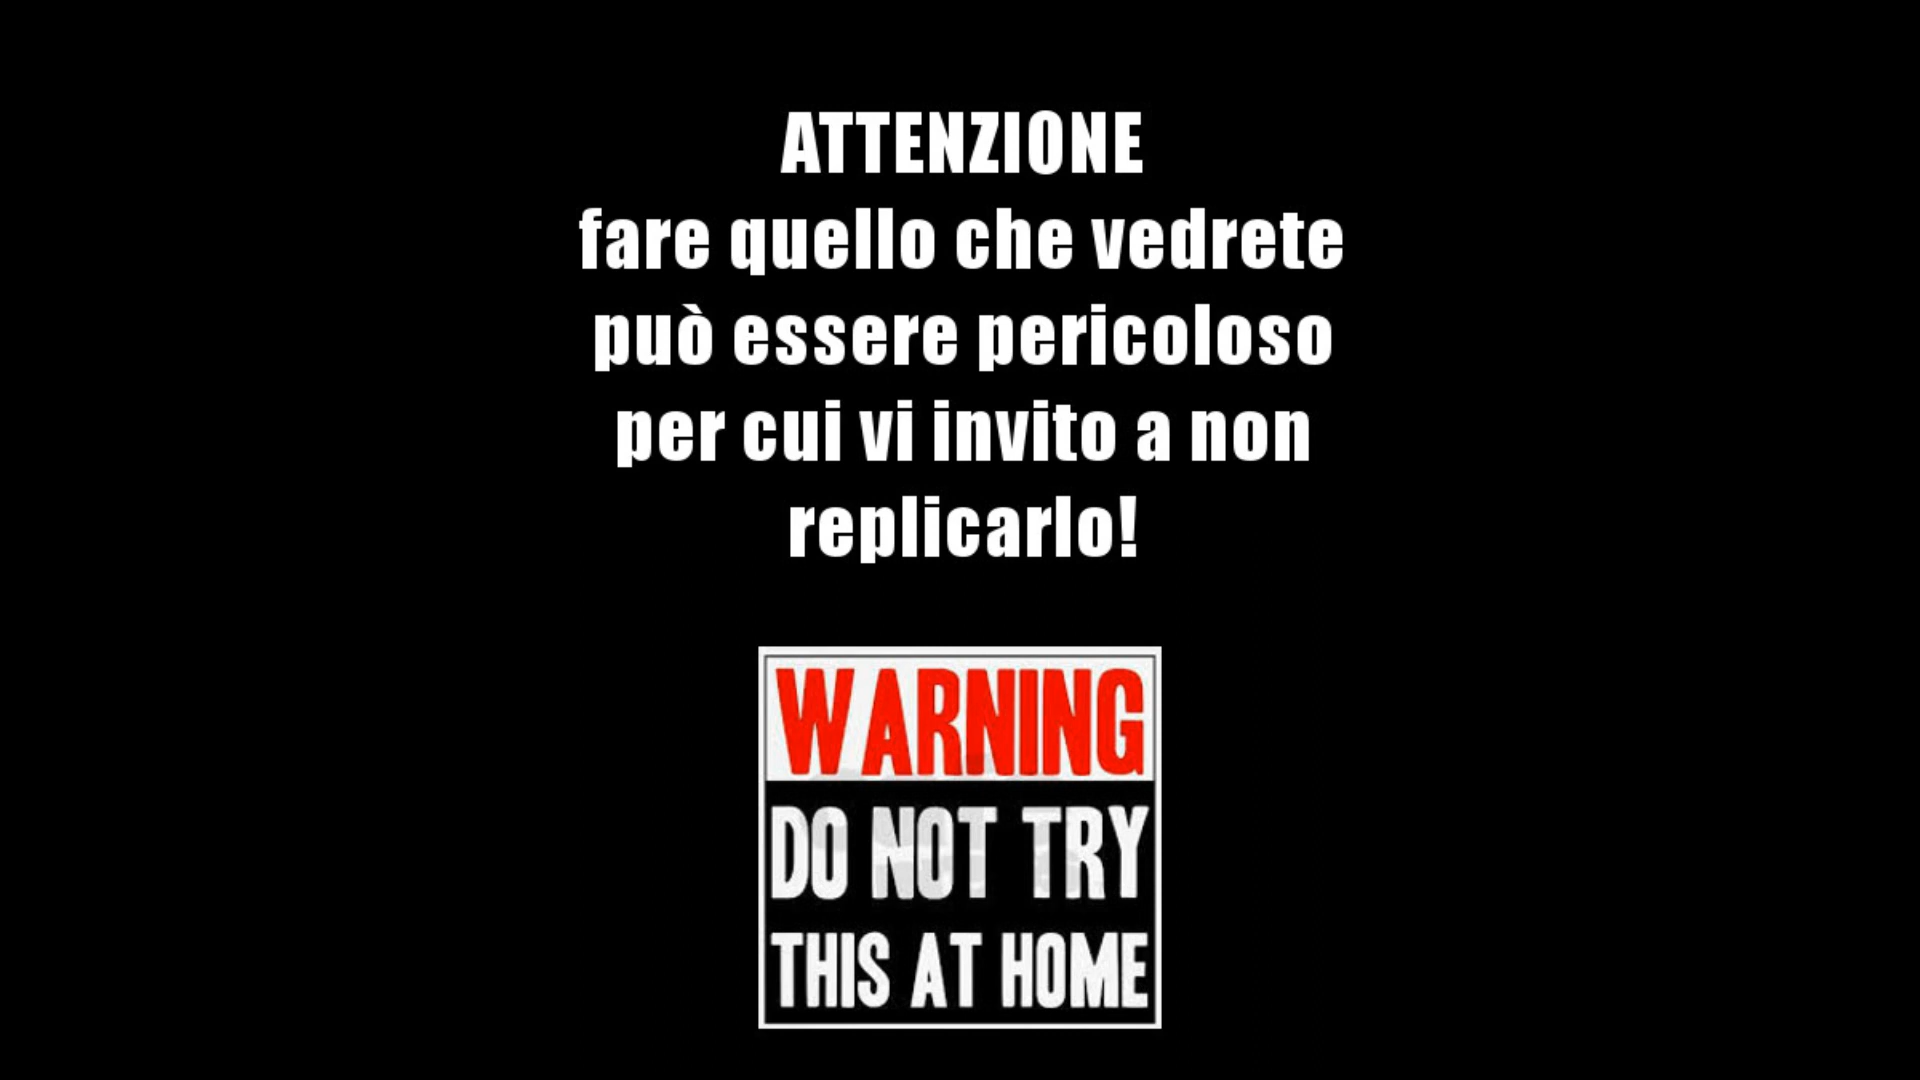 ATTENZIONE
fare quello che vedrete
può essere pericoloso
per cui vi invito a non
replicarlo!
WARNING
DO NOT TRY
THIS AT HOME